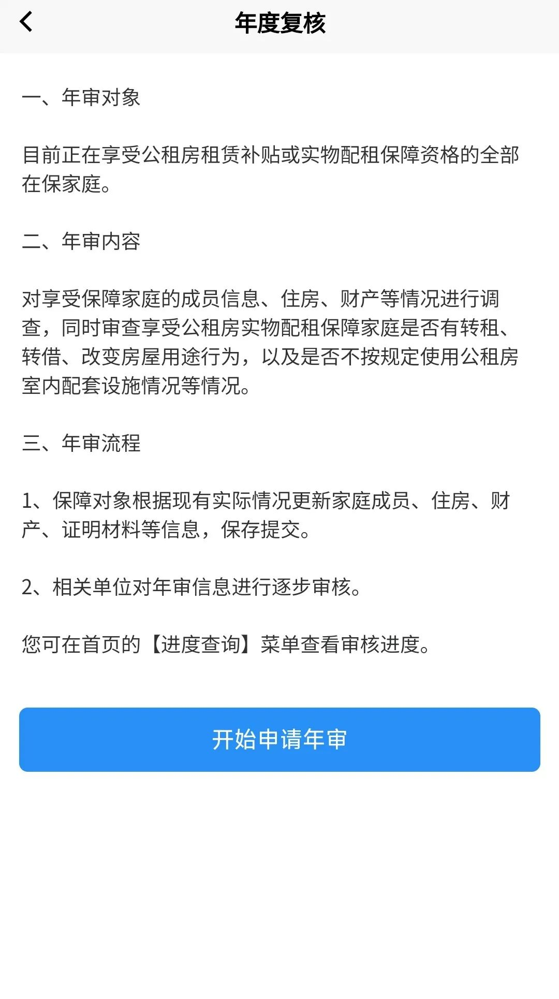 年度复核
一、年审对象
目前正在享受公租房租赁补贴或实物配租保障资格的全部
在保家庭。
二、年审内容
对享受保障家庭的成员信息、住房、财产等情况进行调
查，同时审查享受公租房实物配租保障家庭是否有转租、
转借、改变房屋用途行为，以及是否不按规定使用公租房
室内配套设施情况等情况。
三、年审流程
1、保障对象根据现有实际情况更新家庭成员、住房、财
产、证明材料等信息，保存提交。
2、相关单位对年审信息进行逐步审核。
您可在首页的【进度查询】菜单查看审核进度。
开始申请年审